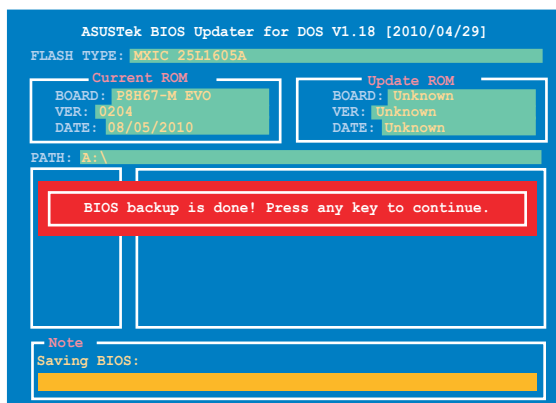 ASUSTek BIOS Updater for DOS V1.18 [2010/04/29]
FLASH TYPE: MXIC 25L1605A
Current ROM
BOARD: P8H67-M EVO
VER: 0204
DATE: 08/05/2010
Update ROM
BOARD: Unknown
VER: Unknown
DATE: Unknown
PATH: A:\
BIOS backup is done! Press any key to continue.
Note
Saving BIOS: